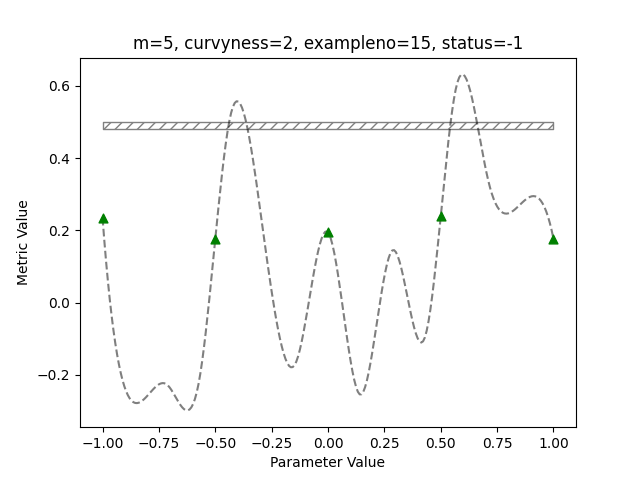 m=5, curvyness=2, exampleno=15, status=-1
Metric Value
0.6
0.4
0.2
0.0
−0.2
−1.00 −0.75 −0.50 −0.25 0.00 0.25 0.50 0.75 1.00
Parameter Value